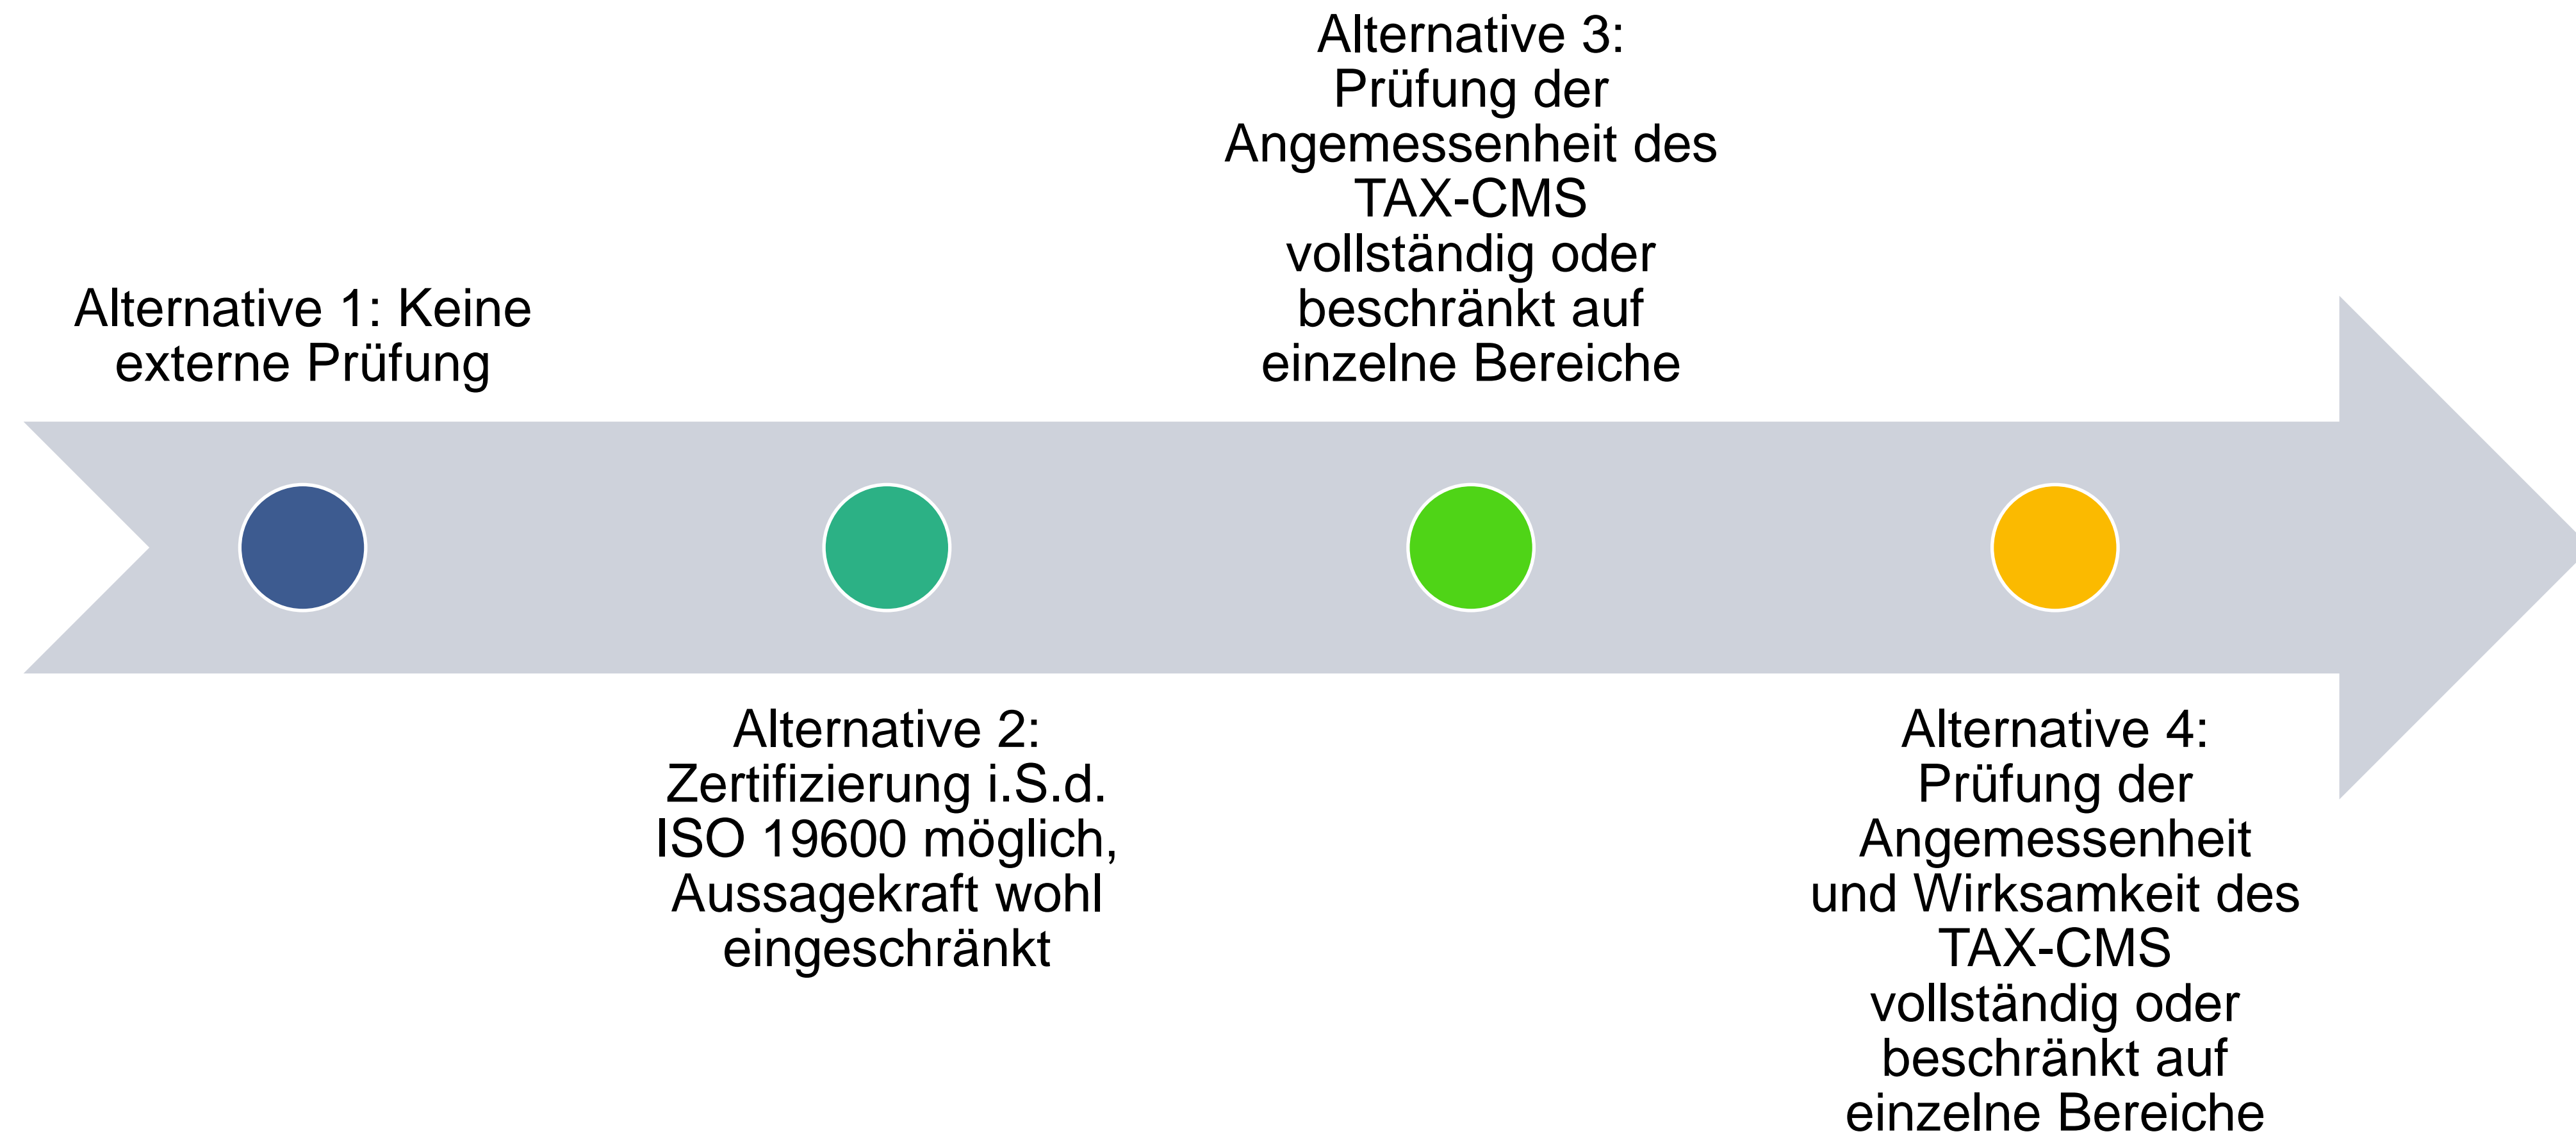 Alternative 1: Keine
externe Prüfung
Alternative 2:
Zertifizierung i.S.d.
ISO 19600 möglich,
Aussagekraft wohl
eingeschränkt
Alternative 3:
Prüfung der
Angemessenheit des
TAX-CMS
vollständig oder
beschränkt auf
einzelne Bereiche
Alternative 4:
Prüfung der
Angemessenheit
und Wirksamkeit des
TAX-CMS
vollständig oder
beschränkt auf
einzelne Bereiche